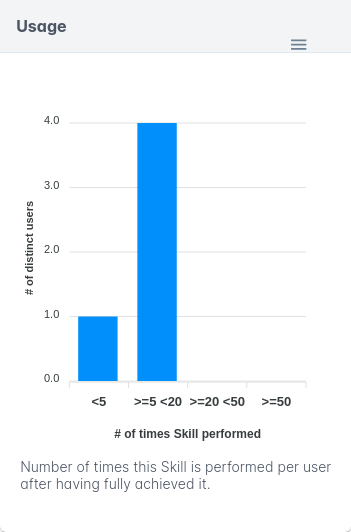 Usage
4.0
3.0
2.0
1.0
0.0
# of distinct users
<5 >=5 <20 >=20 <50 >=50
# of times Skill performed
Number of times this Skill is performed per user
after having fully achieved it.